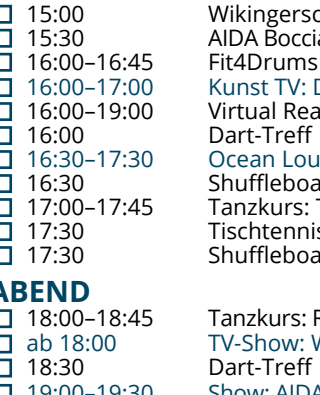 15:00 Wikingersc
15:30 AIDA Boccia
16:00–16:45 Fit4Drums
16:00–17:00 Kunst TV:
16:00–19:00 Virtual Rea
16:00 Dart-Treff
16:30–17:30 Ocean Lou
16:30 Shuffleboa
17:00–17:45 Tanzkurs:
17:30 Tischtennis
17:30 Shuffleboa
ABEND
18:00–18:45 Tanzkurs:
ab 18:00 TV-Show:
18:30 Dart-Treff
19:00–19:30 Show: AIDA